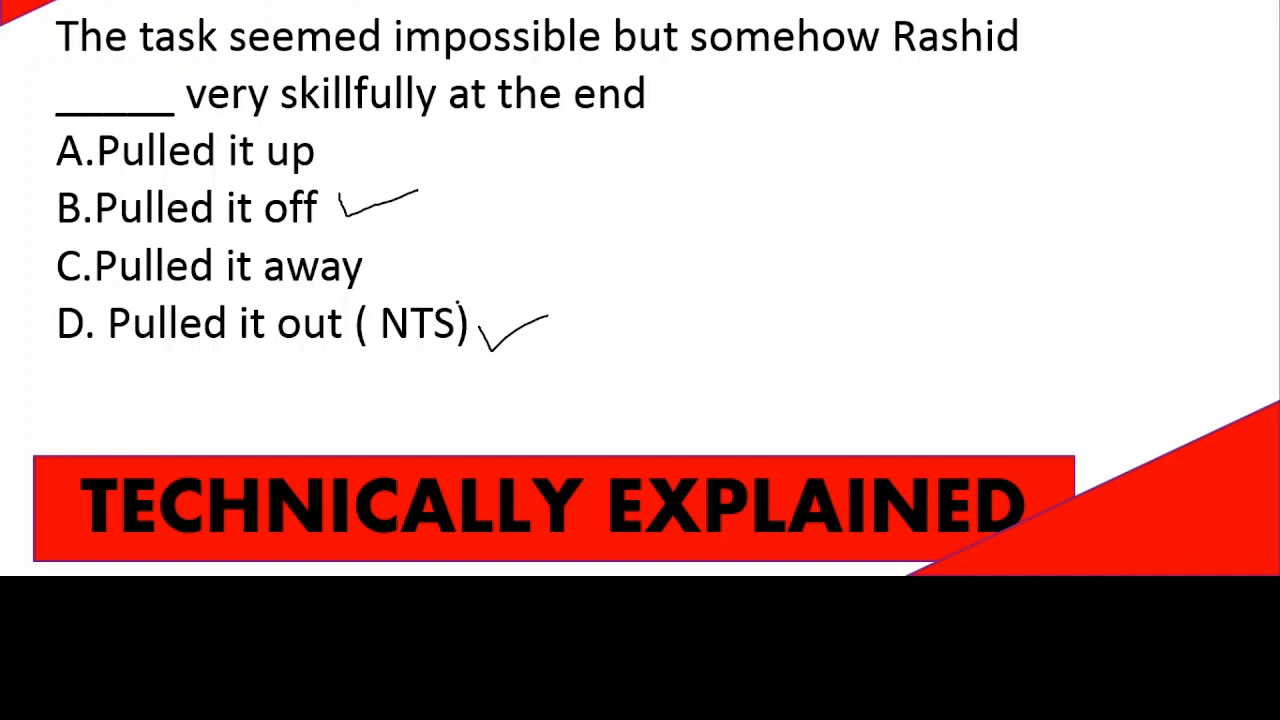 The task seemed impossible but somehow Rashid
_____ very skillfully at the end
A.Pulled it up
B.Pulled it off
C.Pulled it away
D. Pulled it out ( NTS)
TECHNICALLY EXPLAINED